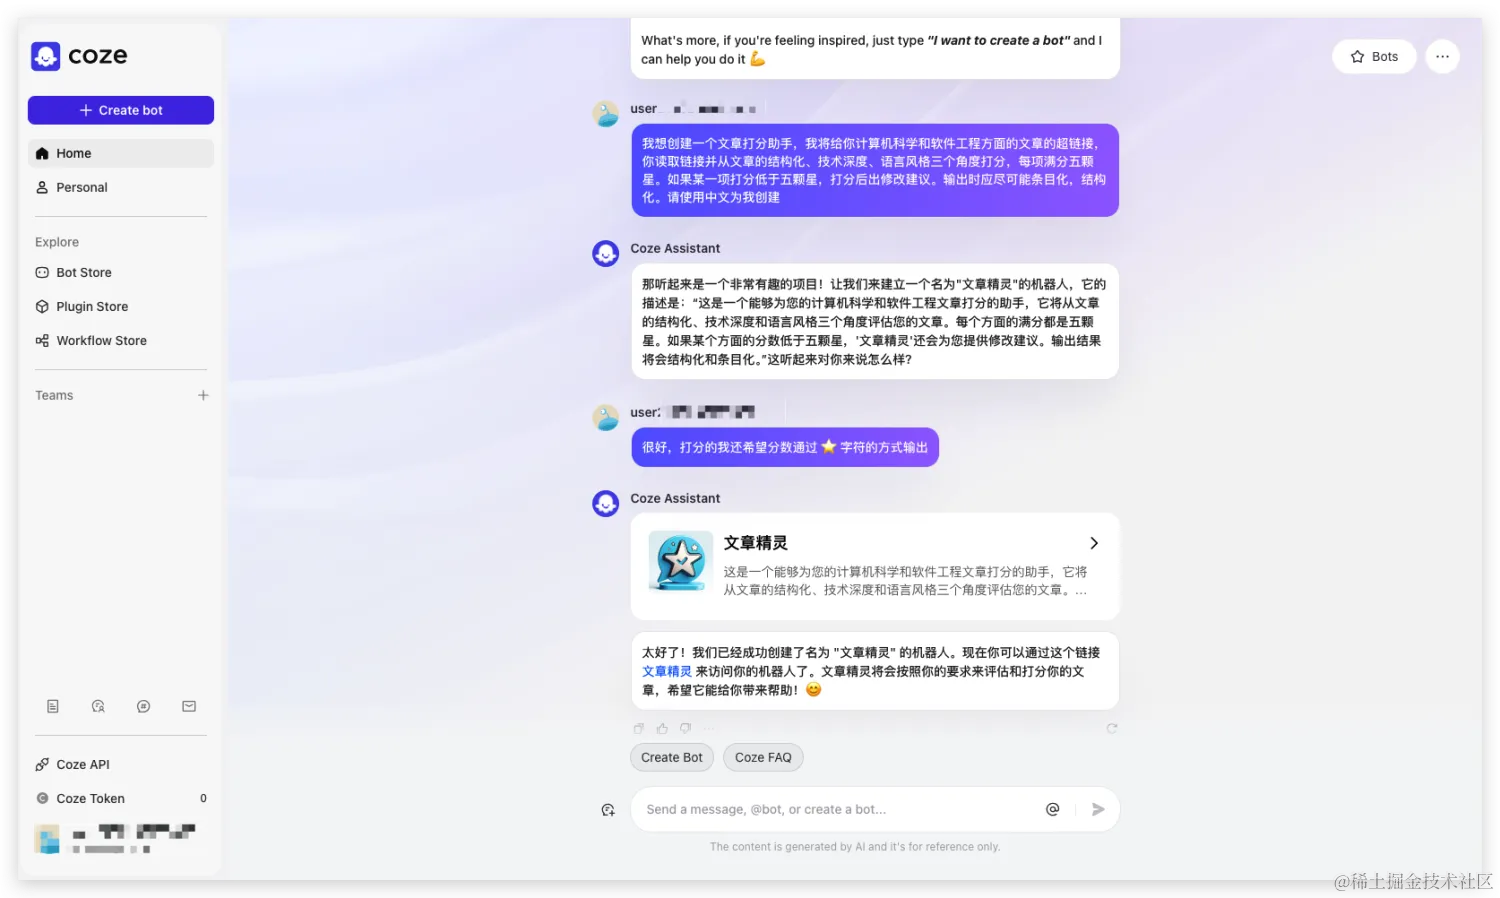 coze
Create bot
Home
Personal
Explore
Bot Store
Plugin Store
Workflow Store
Teams
Coze API
Coze Token 0
What's more, if you're feeling inspired, just type "I want to create a bot" and I
can help you do it 💪
Bots
user
我想创建一个文章打分助手，我将给你计算机科学和软件工程方面的文章的超链接，
你读取链接并从文章的结构化、技术深度、语言风格三个角度打分，每项满分五颗
星。如果某一项打分低于五颗星，打分后出修改建议。输出时应尽可能条目化，结构
化。请使用中文为我创建
Coze Assistant
那听起来是一个非常有趣的项目！让我们来建立一个名为"文章精灵"的机器人，它的
描述是：“这是一个能够为您的计算机科学和软件工程文章打分的助手，它将从文章
的结构化、技术深度和语言风格三个角度评估您的文章。每个方面的满分都是五颗
星。如果某个方面的分数低于五颗星，'文章精灵'还会为您提供修改建议。输出结果
将会结构化和条目化。”这听起来对你来说怎么样？
user2
很好，打分的我还希望分数通过 ⭐ 字符的方式输出
Coze Assistant
文章精灵
这是一个能够为您的计算机科学和软件工程文章打分的助手，它将
从文章的结构化、技术深度和语言风格三个角度评估您的文章。...
太好了！我们已经成功创建了名为 "文章精灵" 的机器人。现在你可以通过这个链接
文章精灵 来访问你的机器人了。文章精灵将会按照你的要求来评估和打分你的文
章，希望它能给你带来帮助！😊
Create Bot
Coze FAQ
Send a message, @bot, or create a bot...
The content is generated by AI and it's for reference only.
@稀土掘金技术社区